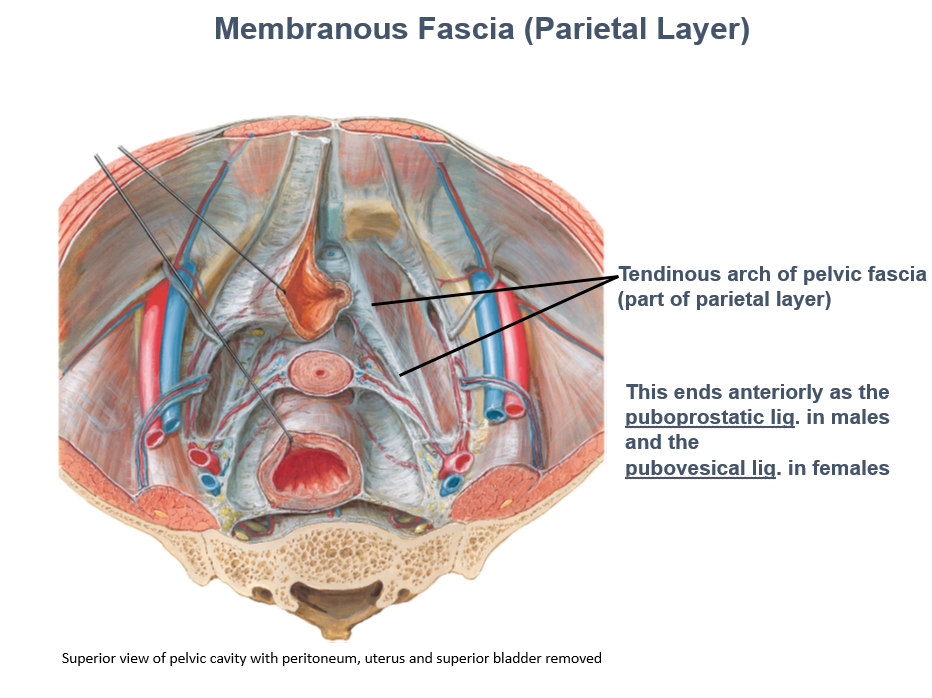 Membranous Fascia (Parietal Layer)
Tendinous arch of pelvic fascia
(part of parietal layer)
This ends anteriorly as the
puboprostatic lig. in males
and the
pubovesical lig. in females
Superior view of pelvic cavity with peritoneum, uterus and superior bladder removed